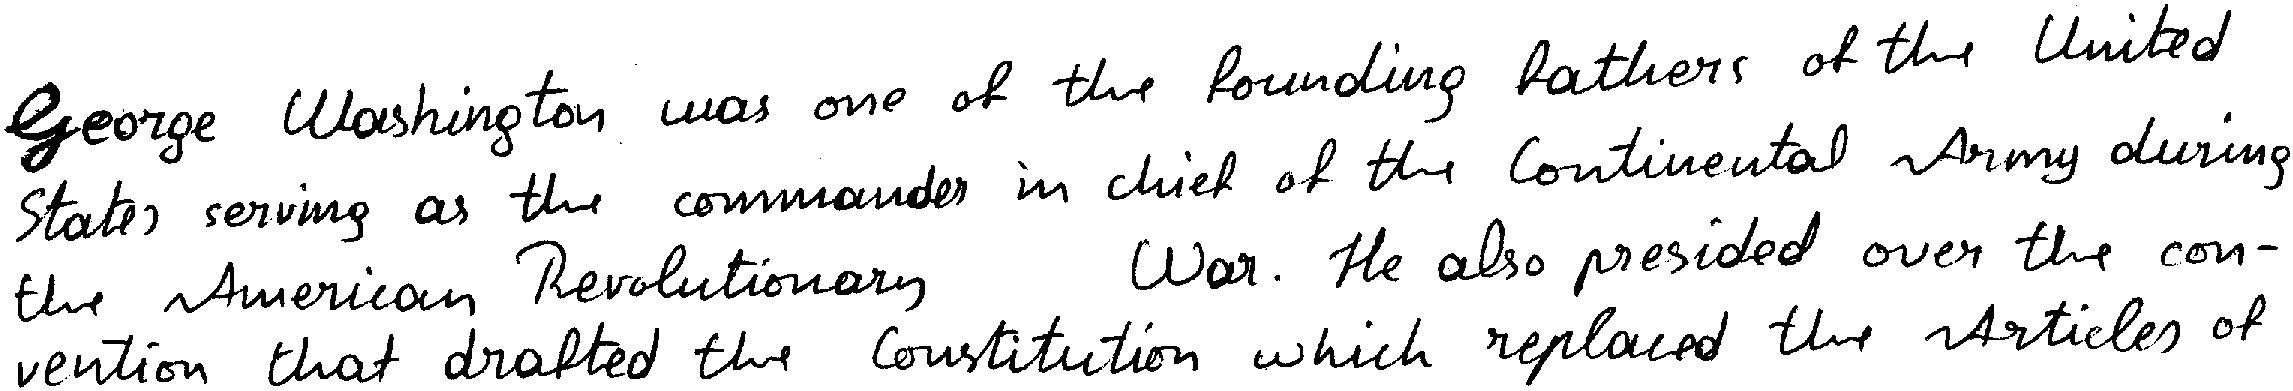 George Washington was one of the founding fathers of the United
States serving as the commander in chief of the Continental Army during
the American Revolutionary War. He also presided over the con-
vention that drafted the Constitution which replaced the Articles of